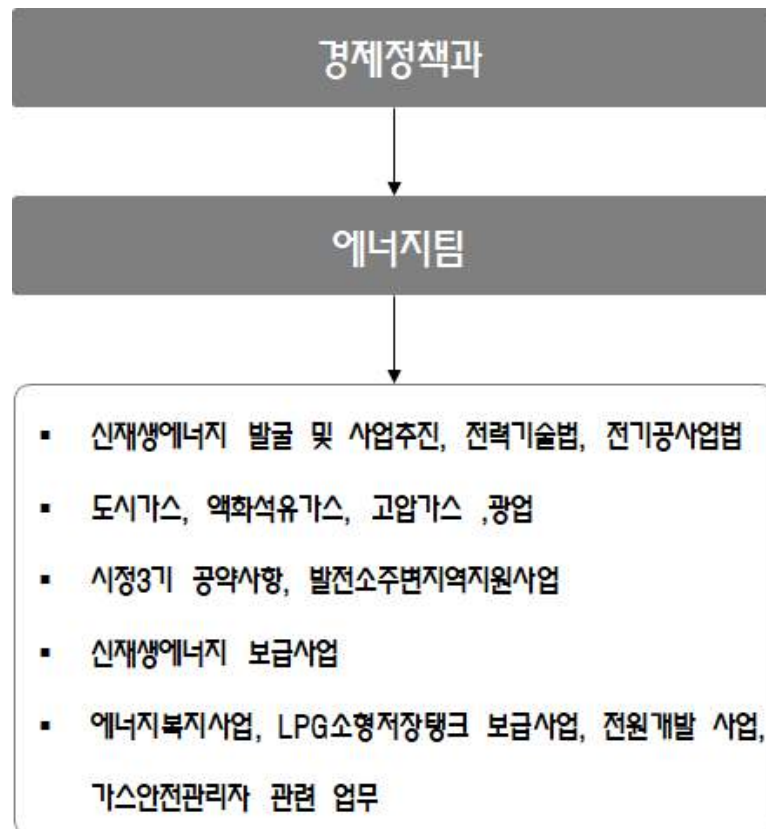 경제정책과
에너지팀
▪ 신재생에너지 발굴 및 사업추진, 전력기술법, 전기공사업법
▪ 도시가스, 액화석유가스, 고압가스 ,광업
▪ 시정3기 공약사항, 발전소주변지역지원사업
▪ 신재생에너지 보급사업
▪ 에너지복지사업, LPG소형저장탱크 보급사업, 전원개발 사업,
가스안전관리자 관련 업무